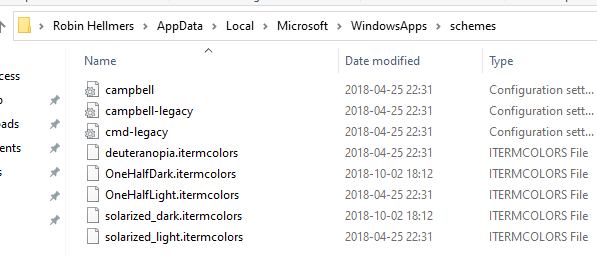 Robin Hellmers > AppData > Local > Microsoft > WindowsApps > schemes
Name Date modified Type
campbell 2018-04-25 22:31 Configuration sett...
campbell-legacy 2018-04-25 22:31 Configuration sett...
cmd-legacy 2018-04-25 22:31 Configuration sett...
deuteranopia.itermcolors 2018-04-25 22:31 ITERMCOLORS File
OneHalfDark.itermcolors 2018-10-02 18:12 ITERMCOLORS File
OneHalfLight.itermcolors 2018-04-25 22:31 ITERMCOLORS File
solarized_dark.itermcolors 2018-10-02 18:12 ITERMCOLORS File
solarized_light.itermcolors 2018-04-25 22:31 ITERMCOLORS File